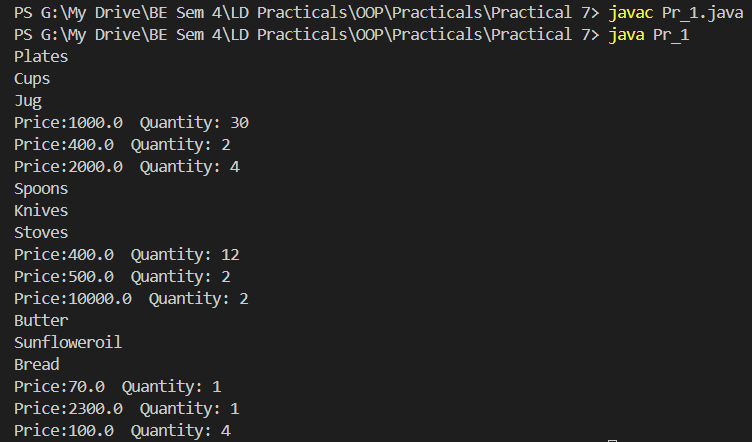 PS G:\My Drive\BE Sem 4\LD Practicals\OOP\Practicals\Practical 7> javac Pr_1.java
PS G:\My Drive\BE Sem 4\LD Practicals\OOP\Practicals\Practical 7> java Pr_1
Plates
Cups
Jug
Price:1000.0  Quantity: 30
Price:400.0  Quantity: 2
Price:2000.0  Quantity: 4
Spoons
Knives
Stoves
Price:400.0  Quantity: 12
Price:500.0  Quantity: 2
Price:10000.0  Quantity: 2
Butter
Sunfloweroil
Bread
Price:70.0  Quantity: 1
Price:2300.0  Quantity: 1
Price:100.0  Quantity: 4